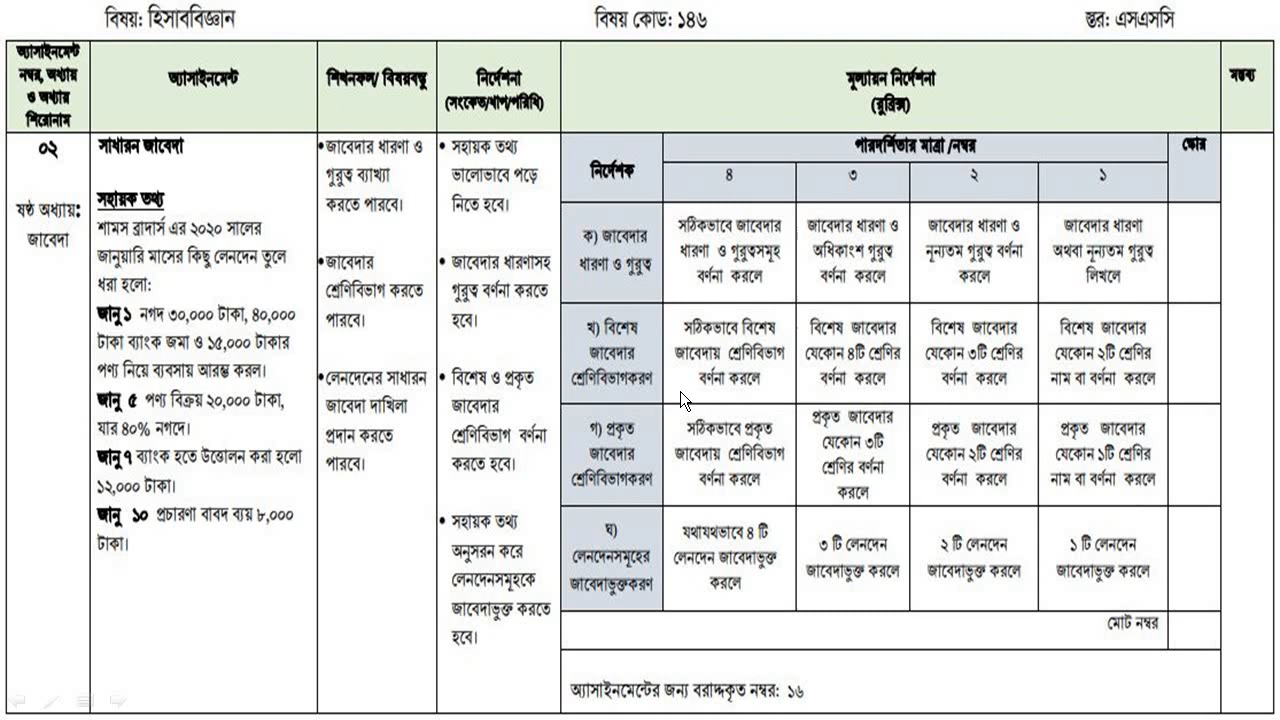 বিষয়: হিসাববিজ্ঞান
বিষয় কোড: ১৪৬
স্তর: এসএসসি
অ্যাসাইনমেন্ট
নম্বর, অধ্যায়
ও অধ্যায়
শিরোনাম
অ্যাসাইনমেন্ট
শিখনফল/ বিষয়বস্তু
নির্দেশনা
(সংকেত/ধাপ/পরিধি)
মূল্যায়ন নির্দেশনা
(রুব্রিক্স)
মন্তব্য
০২
ষষ্ঠ অধ্যায়:
জাবেদা
সাধারন জাবেদা
সহায়ক তথ্য
শামস ব্রাদার্স এর ২০২০ সালের
জানুয়ারি মাসের কিছু লেনদেন তুলে
ধরা হলো:
জানু ১ নগদ ৩০,০০০ টাকা, ৪০,০০০
টাকা ব্যাংক জমা ও ১৫,০০০ টাকার
পণ্য নিয়ে ব্যবসায় আরম্ভ করল।
জানু ৫ পণ্য বিক্রয় ২০,০০০ টাকা,
যার ৪০% নগদে।
জানু ৭ ব্যাংক হতে উত্তোলন করা হলো
১২,০০০ টাকা।
জানু ১০ প্রচারণা বাবদ ব্যয় ৮,০০০
টাকা।
•জাবেদার ধারণা ও
গুরুত্ব ব্যাখ্যা
করতে পারবে।
•জাবেদার
শ্রেণিবিভাগ করতে
পারবে।
•লেনদেনের সাধারন
জাবেদা দাখিলা
প্রদান করতে
পারবে।
• সহায়ক তথ্য
ভালোভাবে পড়ে
নিতে হবে।
• জাবেদার ধারণাসহ
গুরুত্ব বর্ণনা করতে
হবে।
• বিশেষ ও প্রকৃত
জাবেদার
শ্রেণিবিভাগ বর্ণনা
করতে হবে।
• সহায়ক তথ্য
অনুসরন করে
লেনদেনসমূহকে
জাবেদাভুক্ত করতে
হবে।
নির্দেশক
পারদর্শিতার মাত্রা /নম্বর
স্কোর
৪
৩
২
১
ক) জাবেদার
ধারণা ও গুরুত্ব
সঠিকভাবে জাবেদার
ধারণা ও গুরুত্বসমূহ
বর্ণনা করলে
জাবেদার ধারণা ও
অধিকাংশ গুরুত্ব
বর্ণনা করলে
জাবেদার ধারণা ও
নূন্যতম গুরুত্ব বর্ণনা
করলে
জাবেদার ধারণা
অথবা নূন্যতম গুরুত্ব
লিখলে
খ) বিশেষ
জাবেদার
শ্রেণিবিভাগকরণ
সঠিকভাবে বিশেষ
জাবেদায় শ্রেণিবিভাগ
বর্ণনা করলে
বিশেষ জাবেদার
যেকোন ৪টি শ্রেণির
বর্ণনা করলে
বিশেষ জাবেদার
যেকোন ৩টি শ্রেণির
বর্ণনা করলে
বিশেষ জাবেদার
যেকোন ২টি শ্রেণির
নাম বা বর্ণনা করলে
গ) প্রকৃত
জাবেদার
শ্রেণিবিভাগকরণ
সঠিকভাবে প্রকৃত
জাবেদায় শ্রেণিবিভাগ
বর্ণনা করলে
প্রকৃত জাবেদার
যেকোন ৩টি
শ্রেণির বর্ণনা
করলে
প্রকৃত জাবেদার
যেকোন ২টি শ্রেণির
বর্ণনা করলে
প্রকৃত জাবেদার
যেকোন ১টি শ্রেণির
নাম বা বর্ণনা করলে
ঘ)
লেনদেনসমূহের
জাবেদাভুক্তকরণ
যথাযথভাবে ৪ টি
লেনদেন জাবেদাভুক্ত
করলে
৩ টি লেনদেন
জাবেদাভুক্ত করলে
২ টি লেনদেন
জাবেদাভুক্ত করলে
১ টি লেনদেন
জাবেদাভুক্ত করলে
মোট নম্বর
অ্যাসাইনমেন্টের জন্য বরাদ্দকৃত নম্বর: ১৬